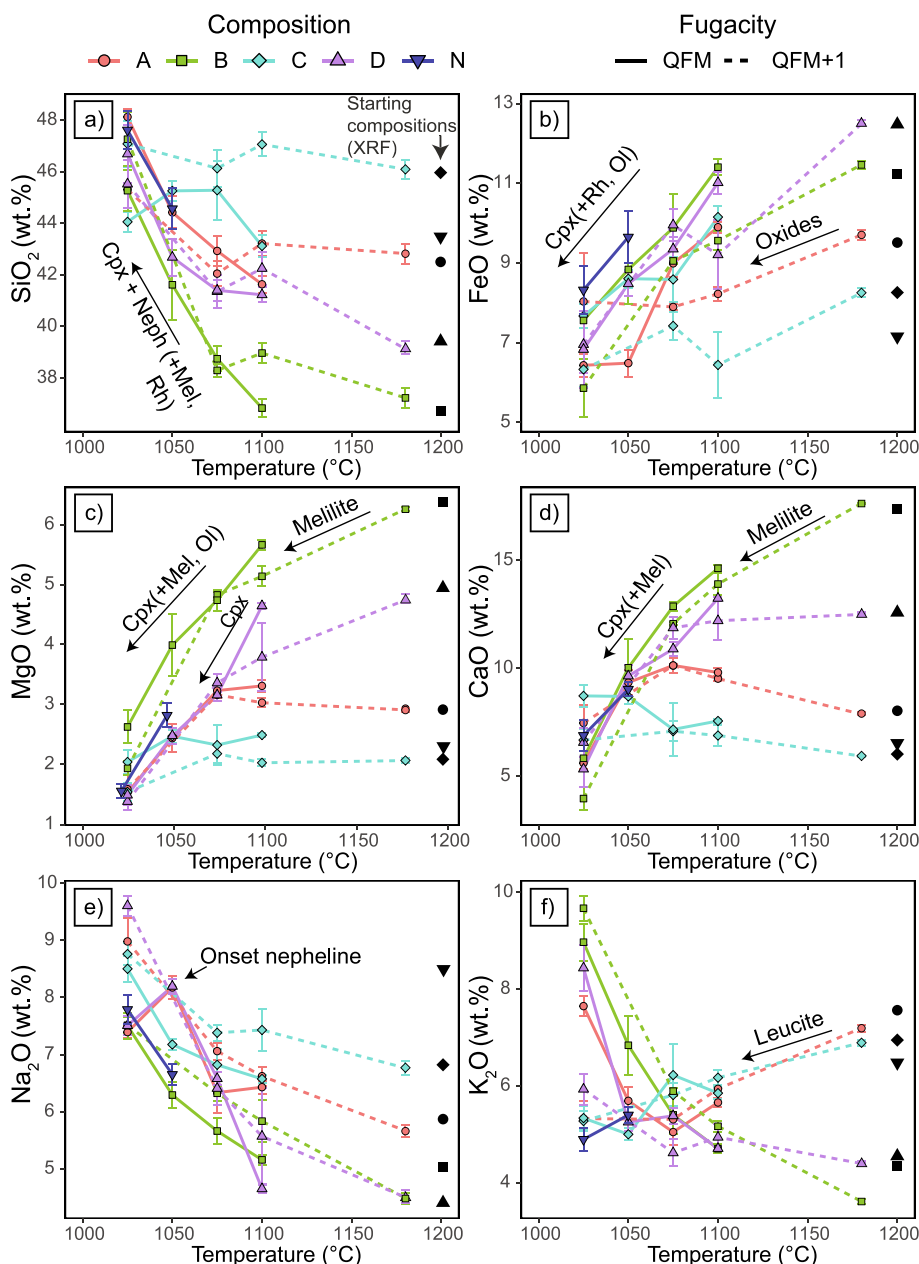 Composition
Fugacity
A
B
C
D
N
QFM
QFM+1
a)
Starting
compositions
(XRF)
Cpx + Neph (+Mel,
Rh)
SiO2 (wt.%)
48
46
44
42
40
38
1000
1050
1100
1150
1200
Temperature (°C)
b)
Cpx(+Rh, Ol)
Oxides
FeO (wt.%)
13
11
9
7
5
1000
1050
1100
1150
1200
Temperature (°C)
c)
Melilite
Cpx(+Mel, Ol)
Cpx
MgO (wt.%)
6
5
4
3
2
1
1000
1050
1100
1150
1200
Temperature (°C)
d)
Melilite
Cpx(+Mel)
CaO (wt.%)
15
10
5
1000
1050
1100
1150
1200
Temperature (°C)
e)
Onset nepheline
Na2O (wt.%)
10
9
8
7
6
5
1000
1050
1100
1150
1200
Temperature (°C)
f)
Leucite
K2O (wt.%)
10
8
6
4
1000
1050
1100
1150
1200
Temperature (°C)